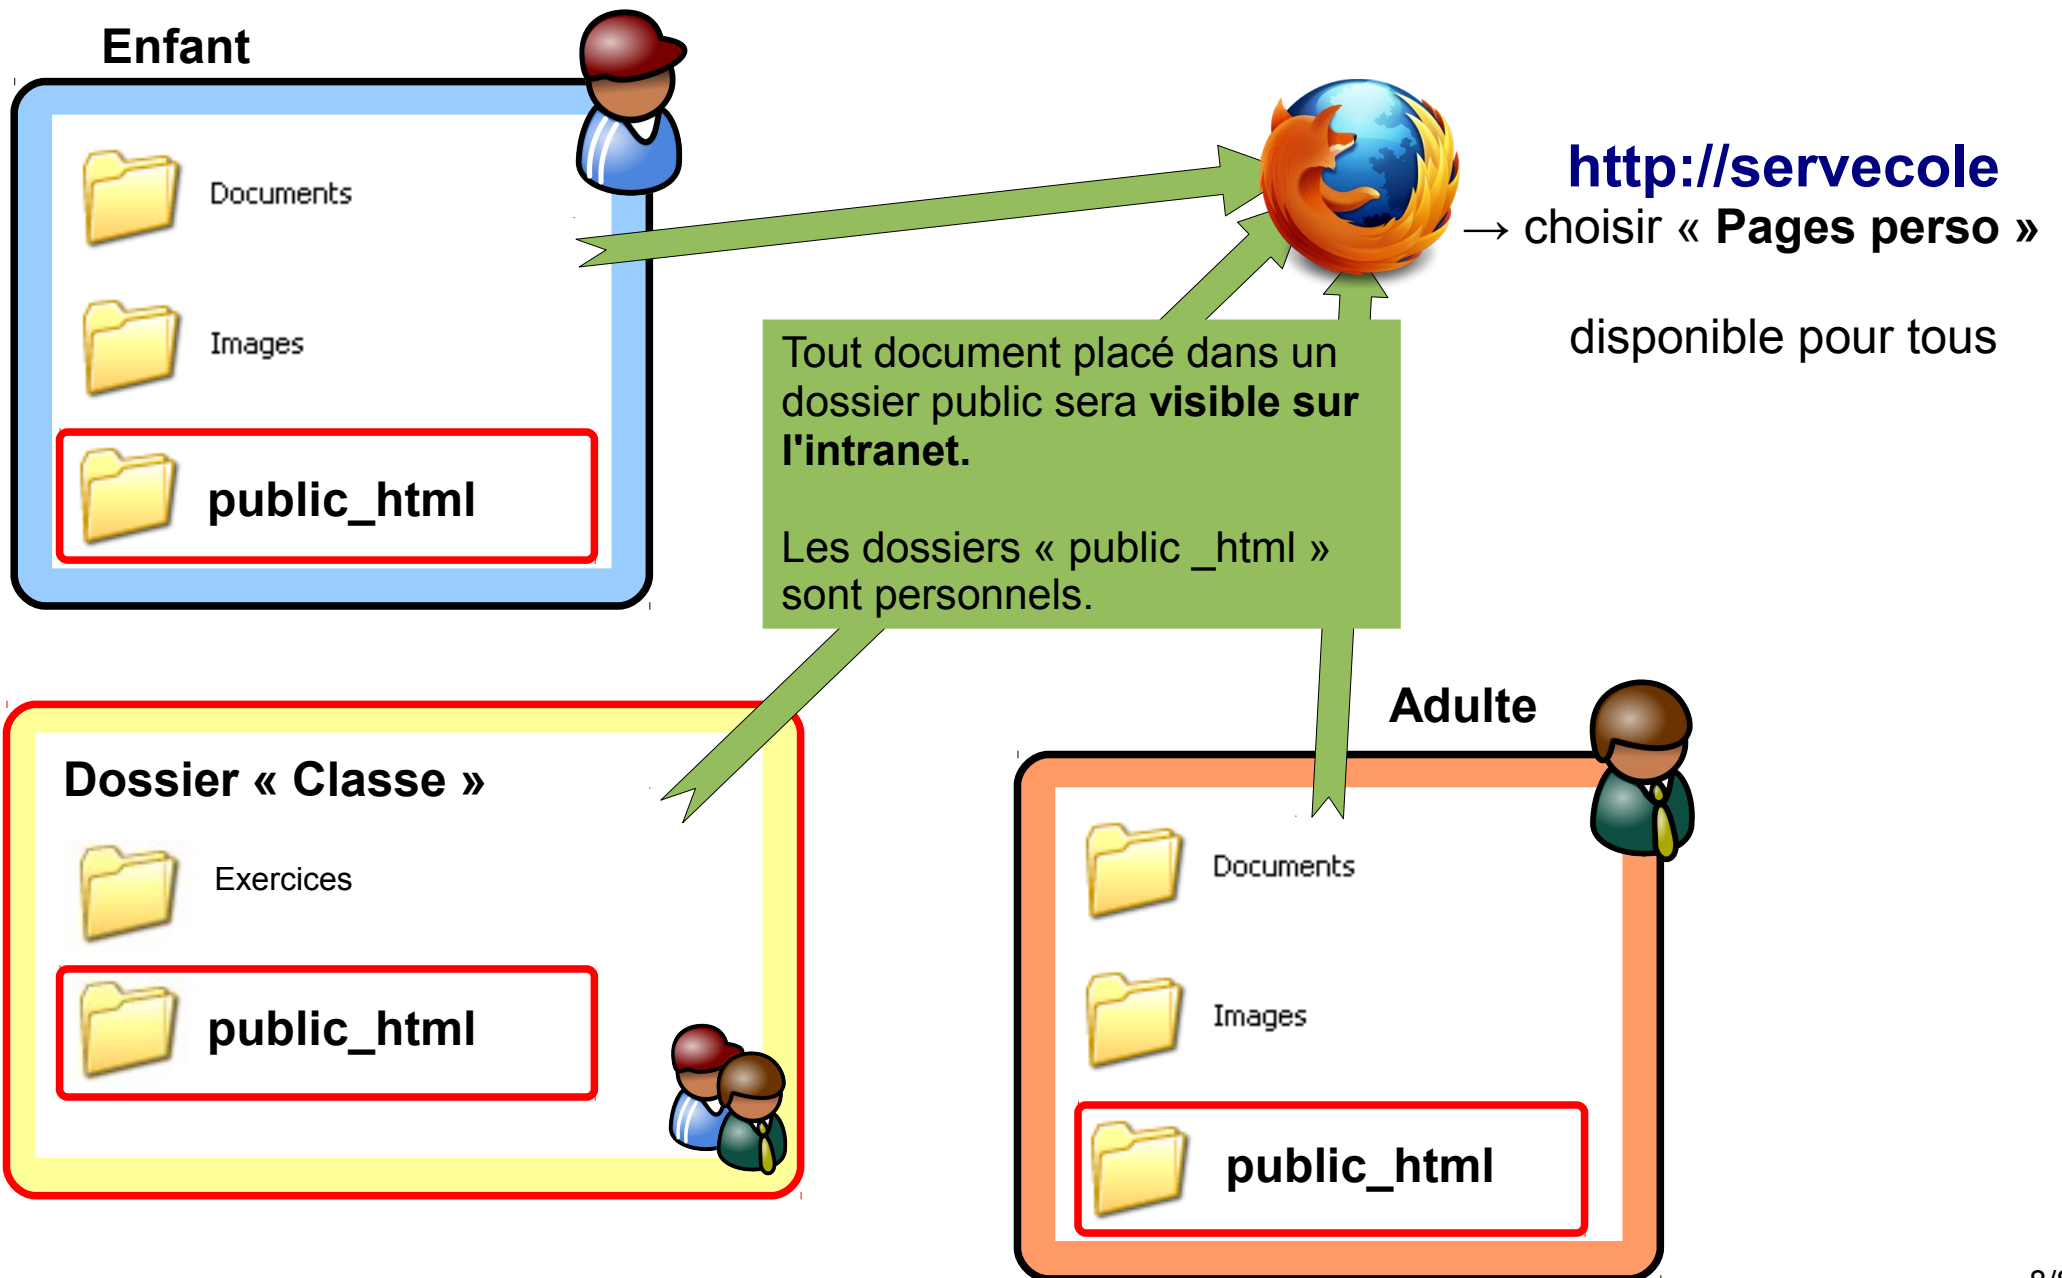 Enfant
Documents
Images
public_html
http://servecole
→ choisir « Pages perso »
disponible pour tous
Tout document placé dans un
dossier public sera visible sur
l'intranet.
Les dossiers « public _html »
sont personnels.
Dossier « Classe »
Exercices
public_html
Adulte
Documents
Images
public_html